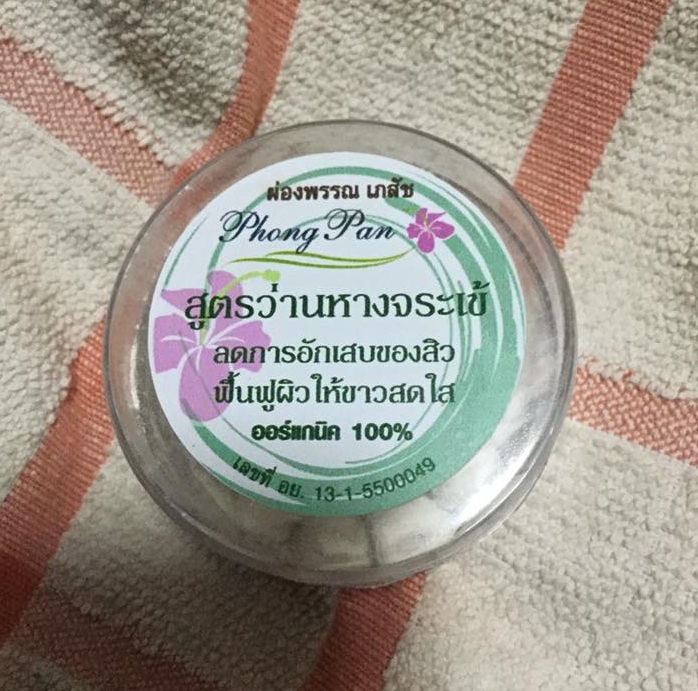 ผ่องพรรณ เภสัช
Phong Pan
สูตรว่านหางจระเข้
ลดการอักเสบของสิว
ฟื้นฟูผิวให้ขาวสดใส
ออร์แกนิค 100%
เลขที่ อย. 13-1-5500049